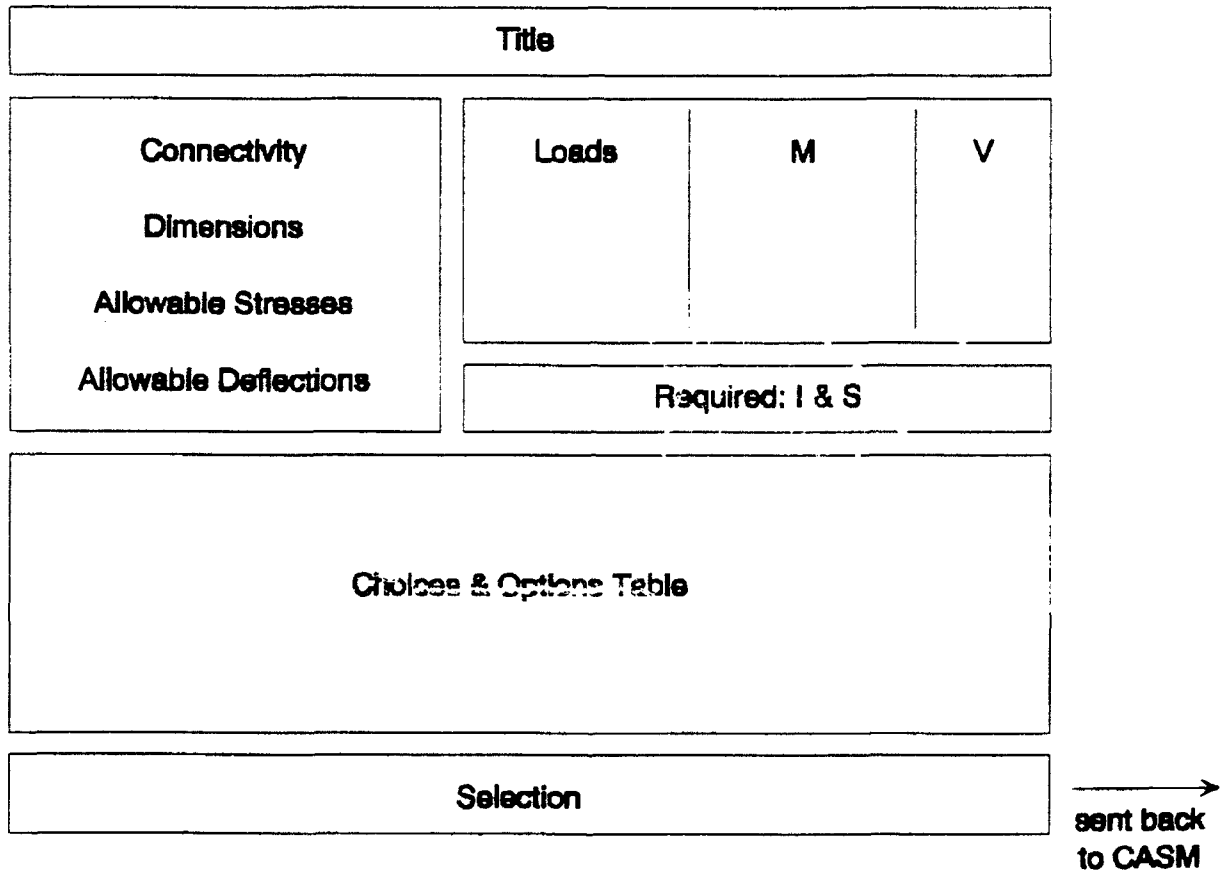 Title
Connectivity
Dimensions
Allowable Stresses
Allowable Deflections
Loads
M
V
Required: I & S
Choices & Options Table
Selection
sent back
to CASM